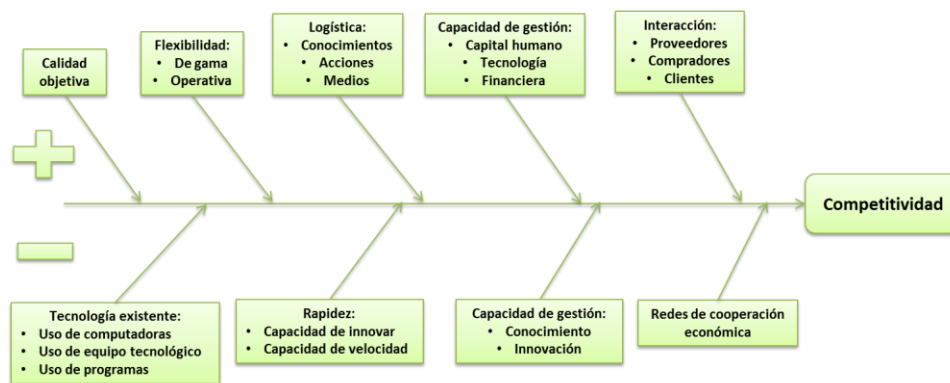 Calidad
objetiva
Flexibilidad:
• De gama
• Operativa
Logística:
• Conocimientos
• Acciones
• Medios
Capacidad de gestión:
• Capital humano
• Tecnología
• Financiera
Interacción:
• Proveedores
• Compradores
• Clientes
Competitividad
Tecnología existente:
• Uso de computadoras
• Uso de equipo tecnológico
• Uso de programas
Rapidez:
• Capacidad de innovar
• Capacidad de velocidad
Capacidad de gestión:
• Conocimiento
• Innovación
Redes de cooperación
económica